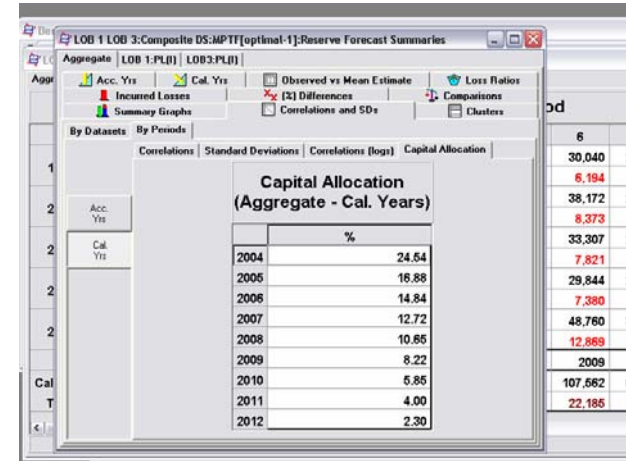 LOB 1 LOB 3:Composite DS:MPTF[optimal-1]:Reserve Forecast Summaries
Aggregate LOB 1:PL(I) LOB3:PL(I)
Acc. Yrs Cal. Yrs Observed vs Mean Estimate Loss Ratios
Incurred Losses [%] Differences Comparisons
Summary Graphs Correlations and SDs Clusters
By Datasets By Periods
Correlations Standard Deviations Correlations (logs) Capital Allocation
Acc. Yrs
Cal. Yrs
Capital Allocation
(Aggregate - Cal. Years)
%
2004 24.54
2005 16.88
2006 14.84
2007 12.72
2008 10.65
2009 8.22
2010 5.85
2011 4.00
2012 2.30
od
6
30,040
6,194
38,172
8,373
33,307
7,821
29,844
7,380
48,760
12,869
2009
Cal 107,562
T 22,185